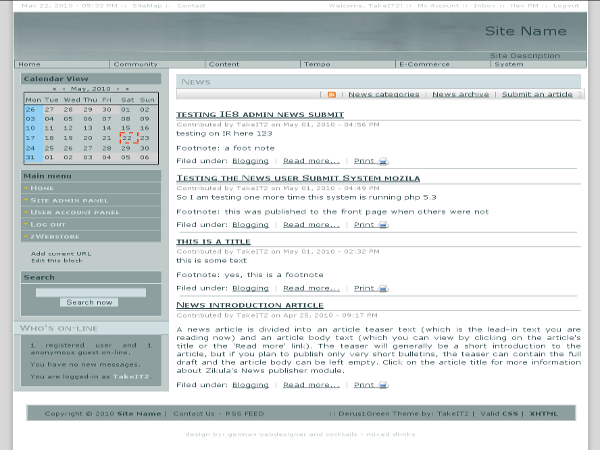 May 22, 2010 - 05:32 PM :: SiteMap :: Contact
Welcome, TakeIT2! :: My Account :: Inbox :: New PM :: Logout
Site Name
Site Description
Home Community Content Tempo E-Commerce System
Calendar View
« ‹ May, 2010 › »
Mon Tue Wed Thu Fri Sat Sun
26 27 28 29 30 01 02
03 04 05 06 07 08 09
10 11 12 13 14 15 16
17 18 19 20 21 22 23
24 25 26 27 28 29 30
31 01 02 03 04 05 06
Main menu
Home
Site admin panel
User account panel
Log out
zWebstore
Add current URL
Edit this block
Search
Search now
Who's on-line
1 registered user and 1
anonymous guest on-line.
You have no new messages.
You are logged-in as TakeIT2
News
[ | News categories | News archive | Submit an article ]
testing IE8 admin news submit
Contributed by TakeIT2 on May 01, 2010 - 04:56 PM
testing on IR here 123
Footnote: a foot note
Filed under: Blogging | Read more... | Print
Testing the News user Submit System mozila
Contributed by TakeIT2 on May 01, 2010 - 04:49 PM
So I am testing one more time this system is running php 5.3
Footnote: this was published to the front page when others were not
Filed under: Blogging | Read more... | Print
this is a title
Contributed by TakeIT2 on May 01, 2010 - 02:32 PM
this is some text
Footnote: yes, this is a footnote
Filed under: Blogging | Read more... | Print
News introduction article
Contributed by TakeIT2 on Apr 25, 2010 - 09:17 PM
A news article is divided into an article teaser text (which is the lead-in text you are
reading now) and an article body text (which you can view by clicking on the article's
title or the 'Read more' link). The teaser will generally be a short introduction to the
article, but if you plan to publish only very short bulletins, the teaser can contain the full
draft and the article body can be left empty. Click on the article title for more information
about Zikula's News publisher module.
Filed under: Blogging | Read more... | Print
Copyright © 2010 Site Name | Contact Us - RSS FEED
:: Derus1Green Theme by: TakeIT2 | Valid CSS | XHTML
design by: german webdesigner and cocktails - mixed drinks